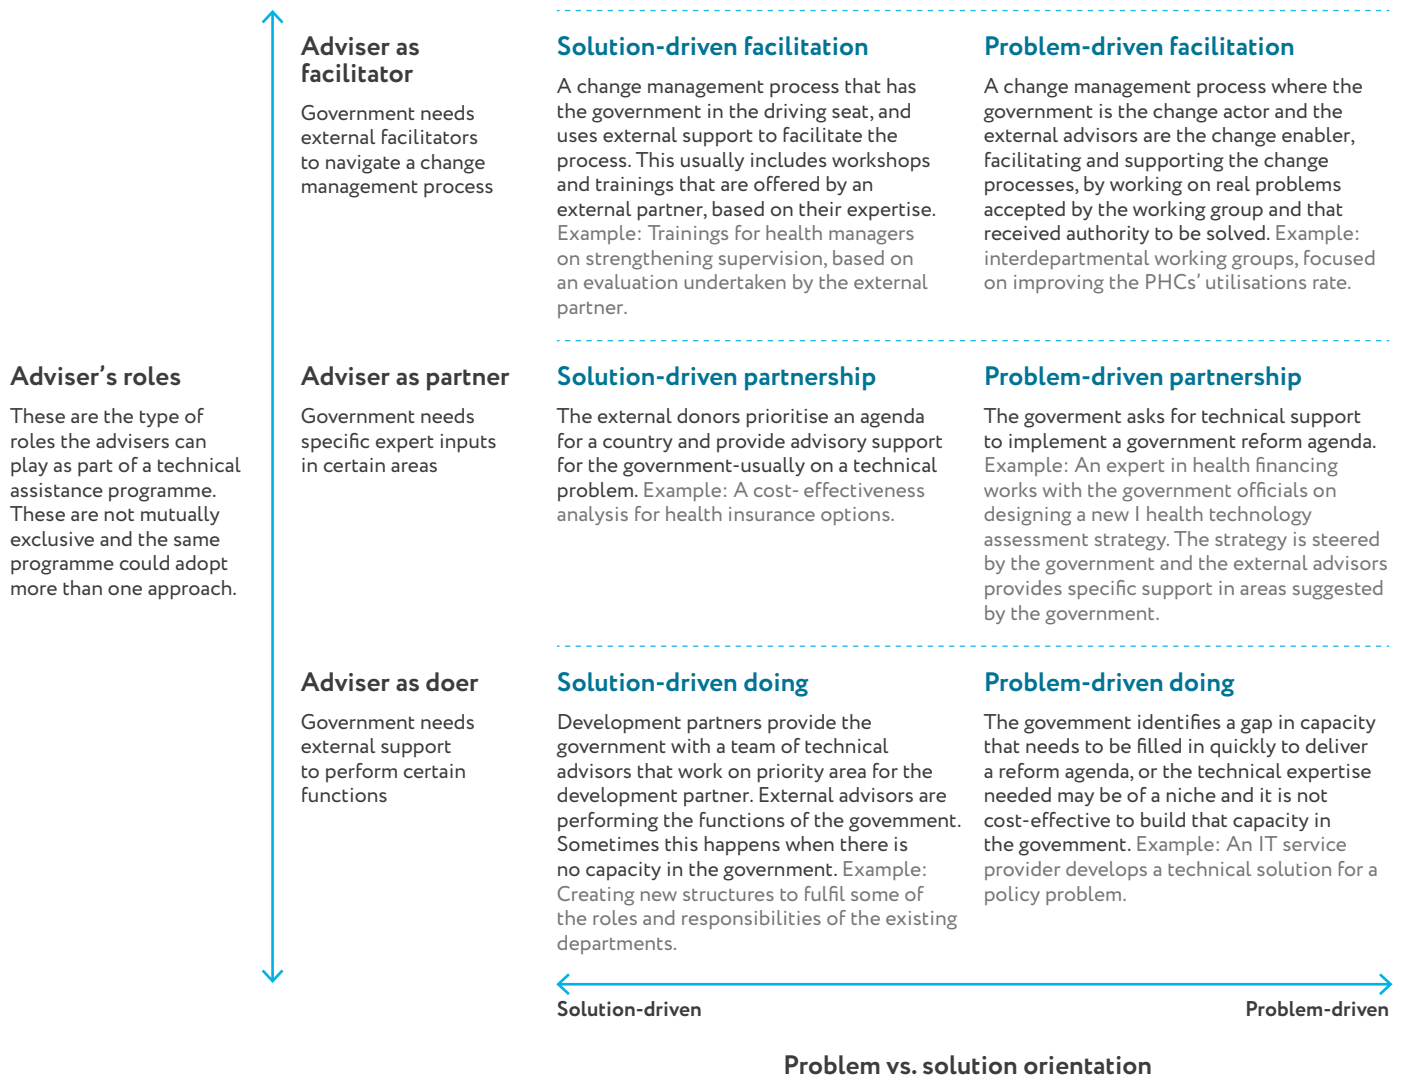 Adviser's roles
These are the type of
roles the advisers can
play as part of a technical
assistance programme.
These are not mutually
exclusive and the same
programme could adopt
more than one approach.
Adviser as
facilitator
Government needs
external facilitators
to navigate a change
management process
Solution-driven facilitation
A change management process that has
the government in the driving seat, and
uses external support to facilitate the
process. This usually includes workshops
and trainings that are offered by an
external partner, based on their expertise.
Example: Trainings for health managers
on strengthening supervision, based on
an evaluation undertaken by the external
partner.
Problem-driven facilitation
A change management process where the
government is the change actor and the
external advisors are the change enabler,
facilitating and supporting the change
processes, by working on real problems
accepted by the working group and that
received authority to be solved. Example:
interdepartmental working groups, focused
on improving the PHCs' utilisations rate.
Adviser as partner
Government needs
specific expert inputs
in certain areas
Solution-driven partnership
The external donors prioritise an agenda
for a country and provide advisory support
for the government-usually on a technical
problem. Example: A cost- effectiveness
analysis for health insurance options.
Problem-driven partnership
The goverment asks for technical support
to implement a government reform agenda.
Example: An expert in health financing
works with the government officials on
designing a new I health technology
assessment strategy. The strategy is steered
by the government and the external advisors
provides specific support in areas suggested
by the government.
Adviser as doer
Government needs
external support
to perform certain
functions
Solution-driven doing
Development partners provide the
government with a team of technical
advisors that work on priority area for the
development partner. External advisors are
performing the functions of the govemment.
Sometimes this happens when there is
no capacity in the government. Example:
Creating new structures to fulfil some of
the roles and responsibilities of the existing
departments.
Problem-driven doing
The govemment identifies a gap in capacity
that needs to be filled in quickly to deliver
a reform agenda, or the technical expertise
needed may be of a niche and it is not
cost-effective to build that capacity in
the govemment. Example: An IT service
provider develops a technical solution for a
policy problem.
Solution-driven
Problem-driven
Problem vs. solution orientation